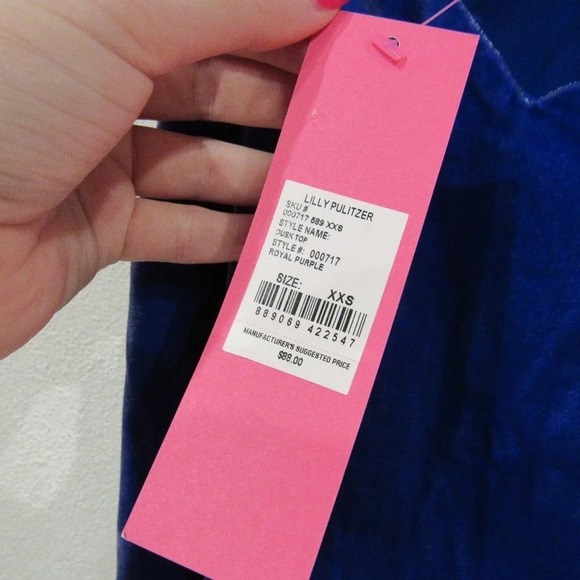 LILLY PULITZER
SKU #
000717 589 XXS
STYLE NAME:
DUSK TOP
STYLE #: 000717
ROYAL PURPLE
SIZE: XXS
889069 422547
MANUFACTURER'S SUGGESTED PRICE
$88.00